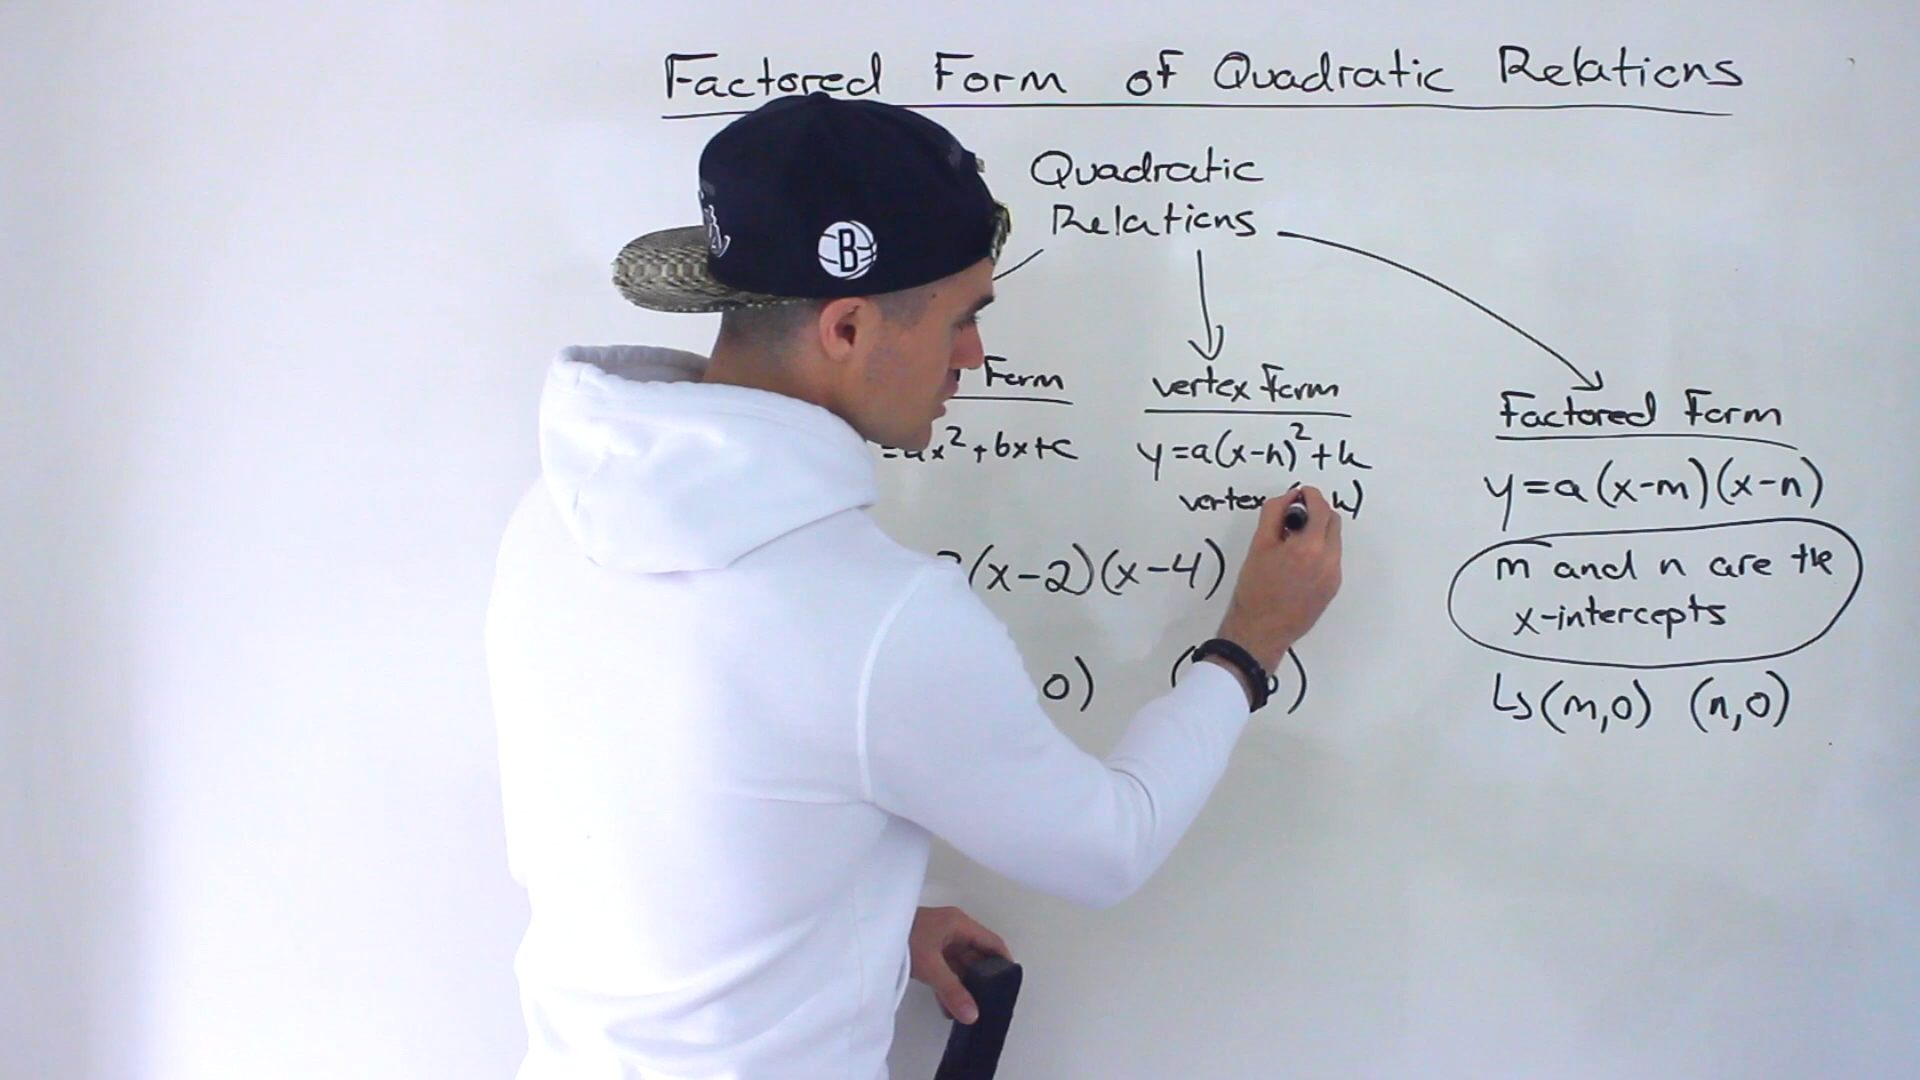 Factored Form of Quadratic Relations
Quadratic
Relations
Form
vertex Form
Factored Form
=ax²+bx+c
y=a(x-h)²+k
y=a(x-m)(x-n)
vertex ( k)
B
m and n are the
x-intercepts
(x-2)(x-4)
0) ( )
↳(m,0) (n,0)